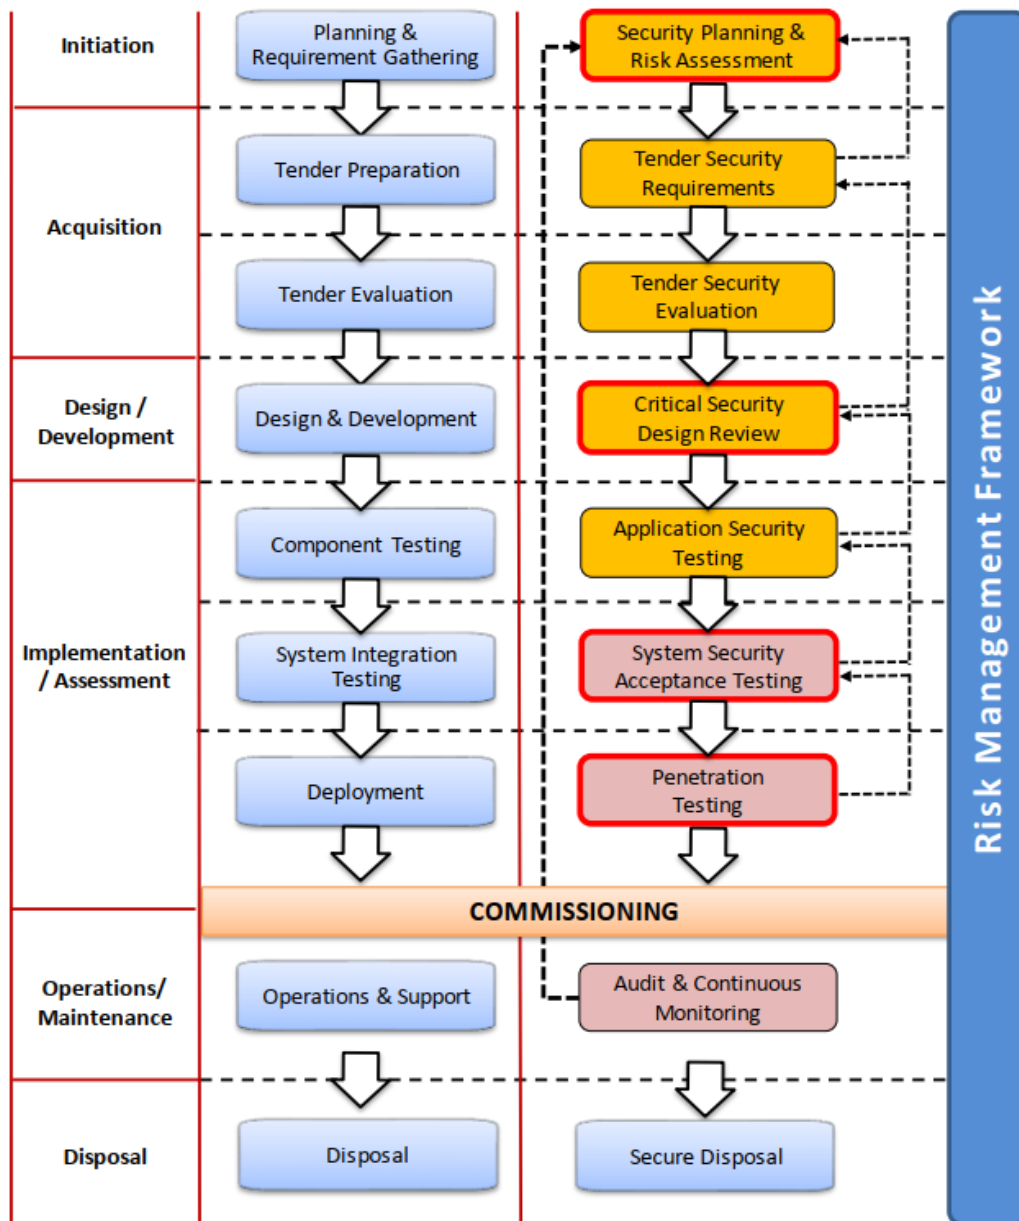 Initiation
Planning &
Requirement Gathering
Security Planning &
Risk Assessment
Acquisition
Tender Preparation
Tender Security
Requirements
Tender Evaluation
Tender Security
Evaluation
Design /
Development
Design & Development
Critical Security
Design Review
Implementation
/ Assessment
Component Testing
Application Security
Testing
System Integration
Testing
System Security
Acceptance Testing
Deployment
Penetration
Testing
COMMISSIONING
Operations/
Maintenance
Operations & Support
Audit & Continuous
Monitoring
Disposal
Disposal
Secure Disposal
Risk Management Framework